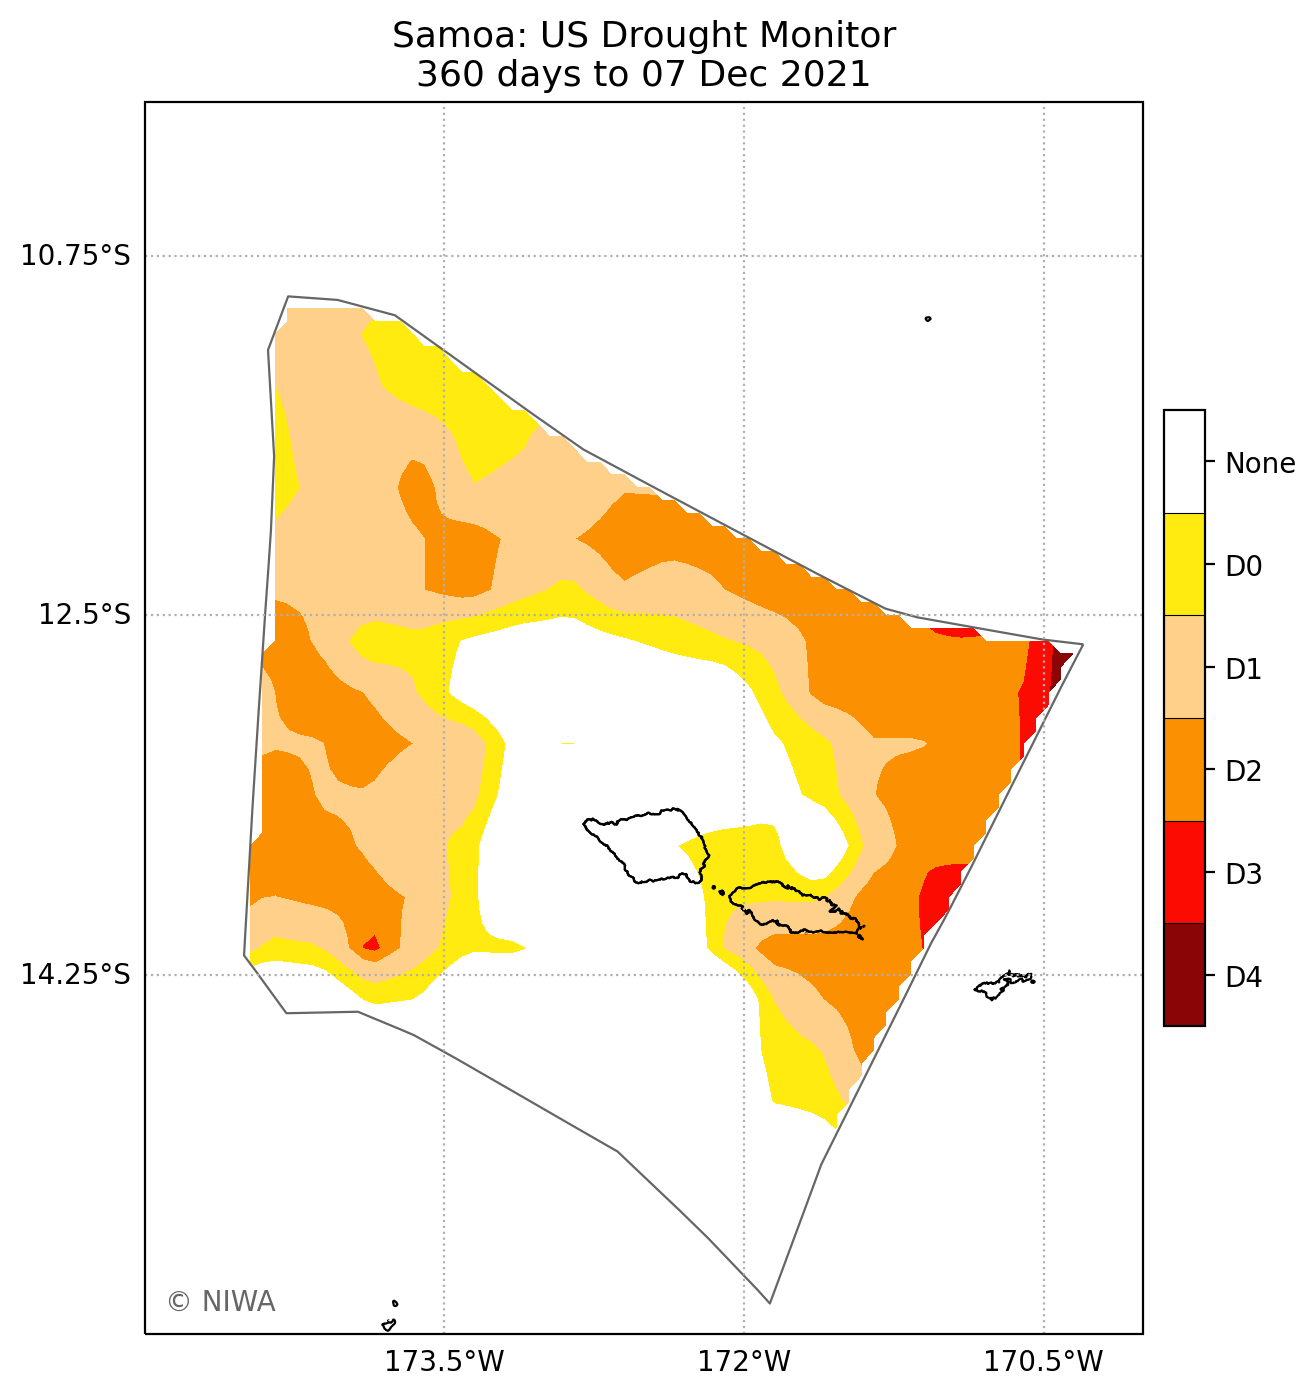 Samoa: US Drought Monitor
360 days to 07 Dec 2021
10.75°S
12.5°S
14.25°S
173.5°W
172°W
170.5°W
None
D0
D1
D2
D3
D4
© NIWA